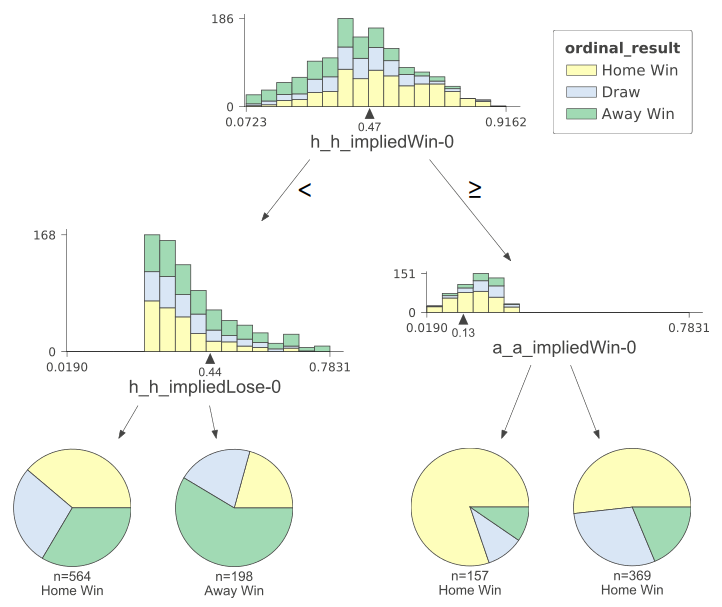 186
0
0.0723
0.47
0.9162
h_h_impliedWin-0
ordinal_result
Home Win
Draw
Away Win
<
≥
168
0
0.0190
0.44
0.7831
h_h_impliedLose-0
151
0
0.0190
0.13
0.7831
a_a_impliedWin-0
n=564
Home Win
n=198
Away Win
n=157
Home Win
n=369
Home Win